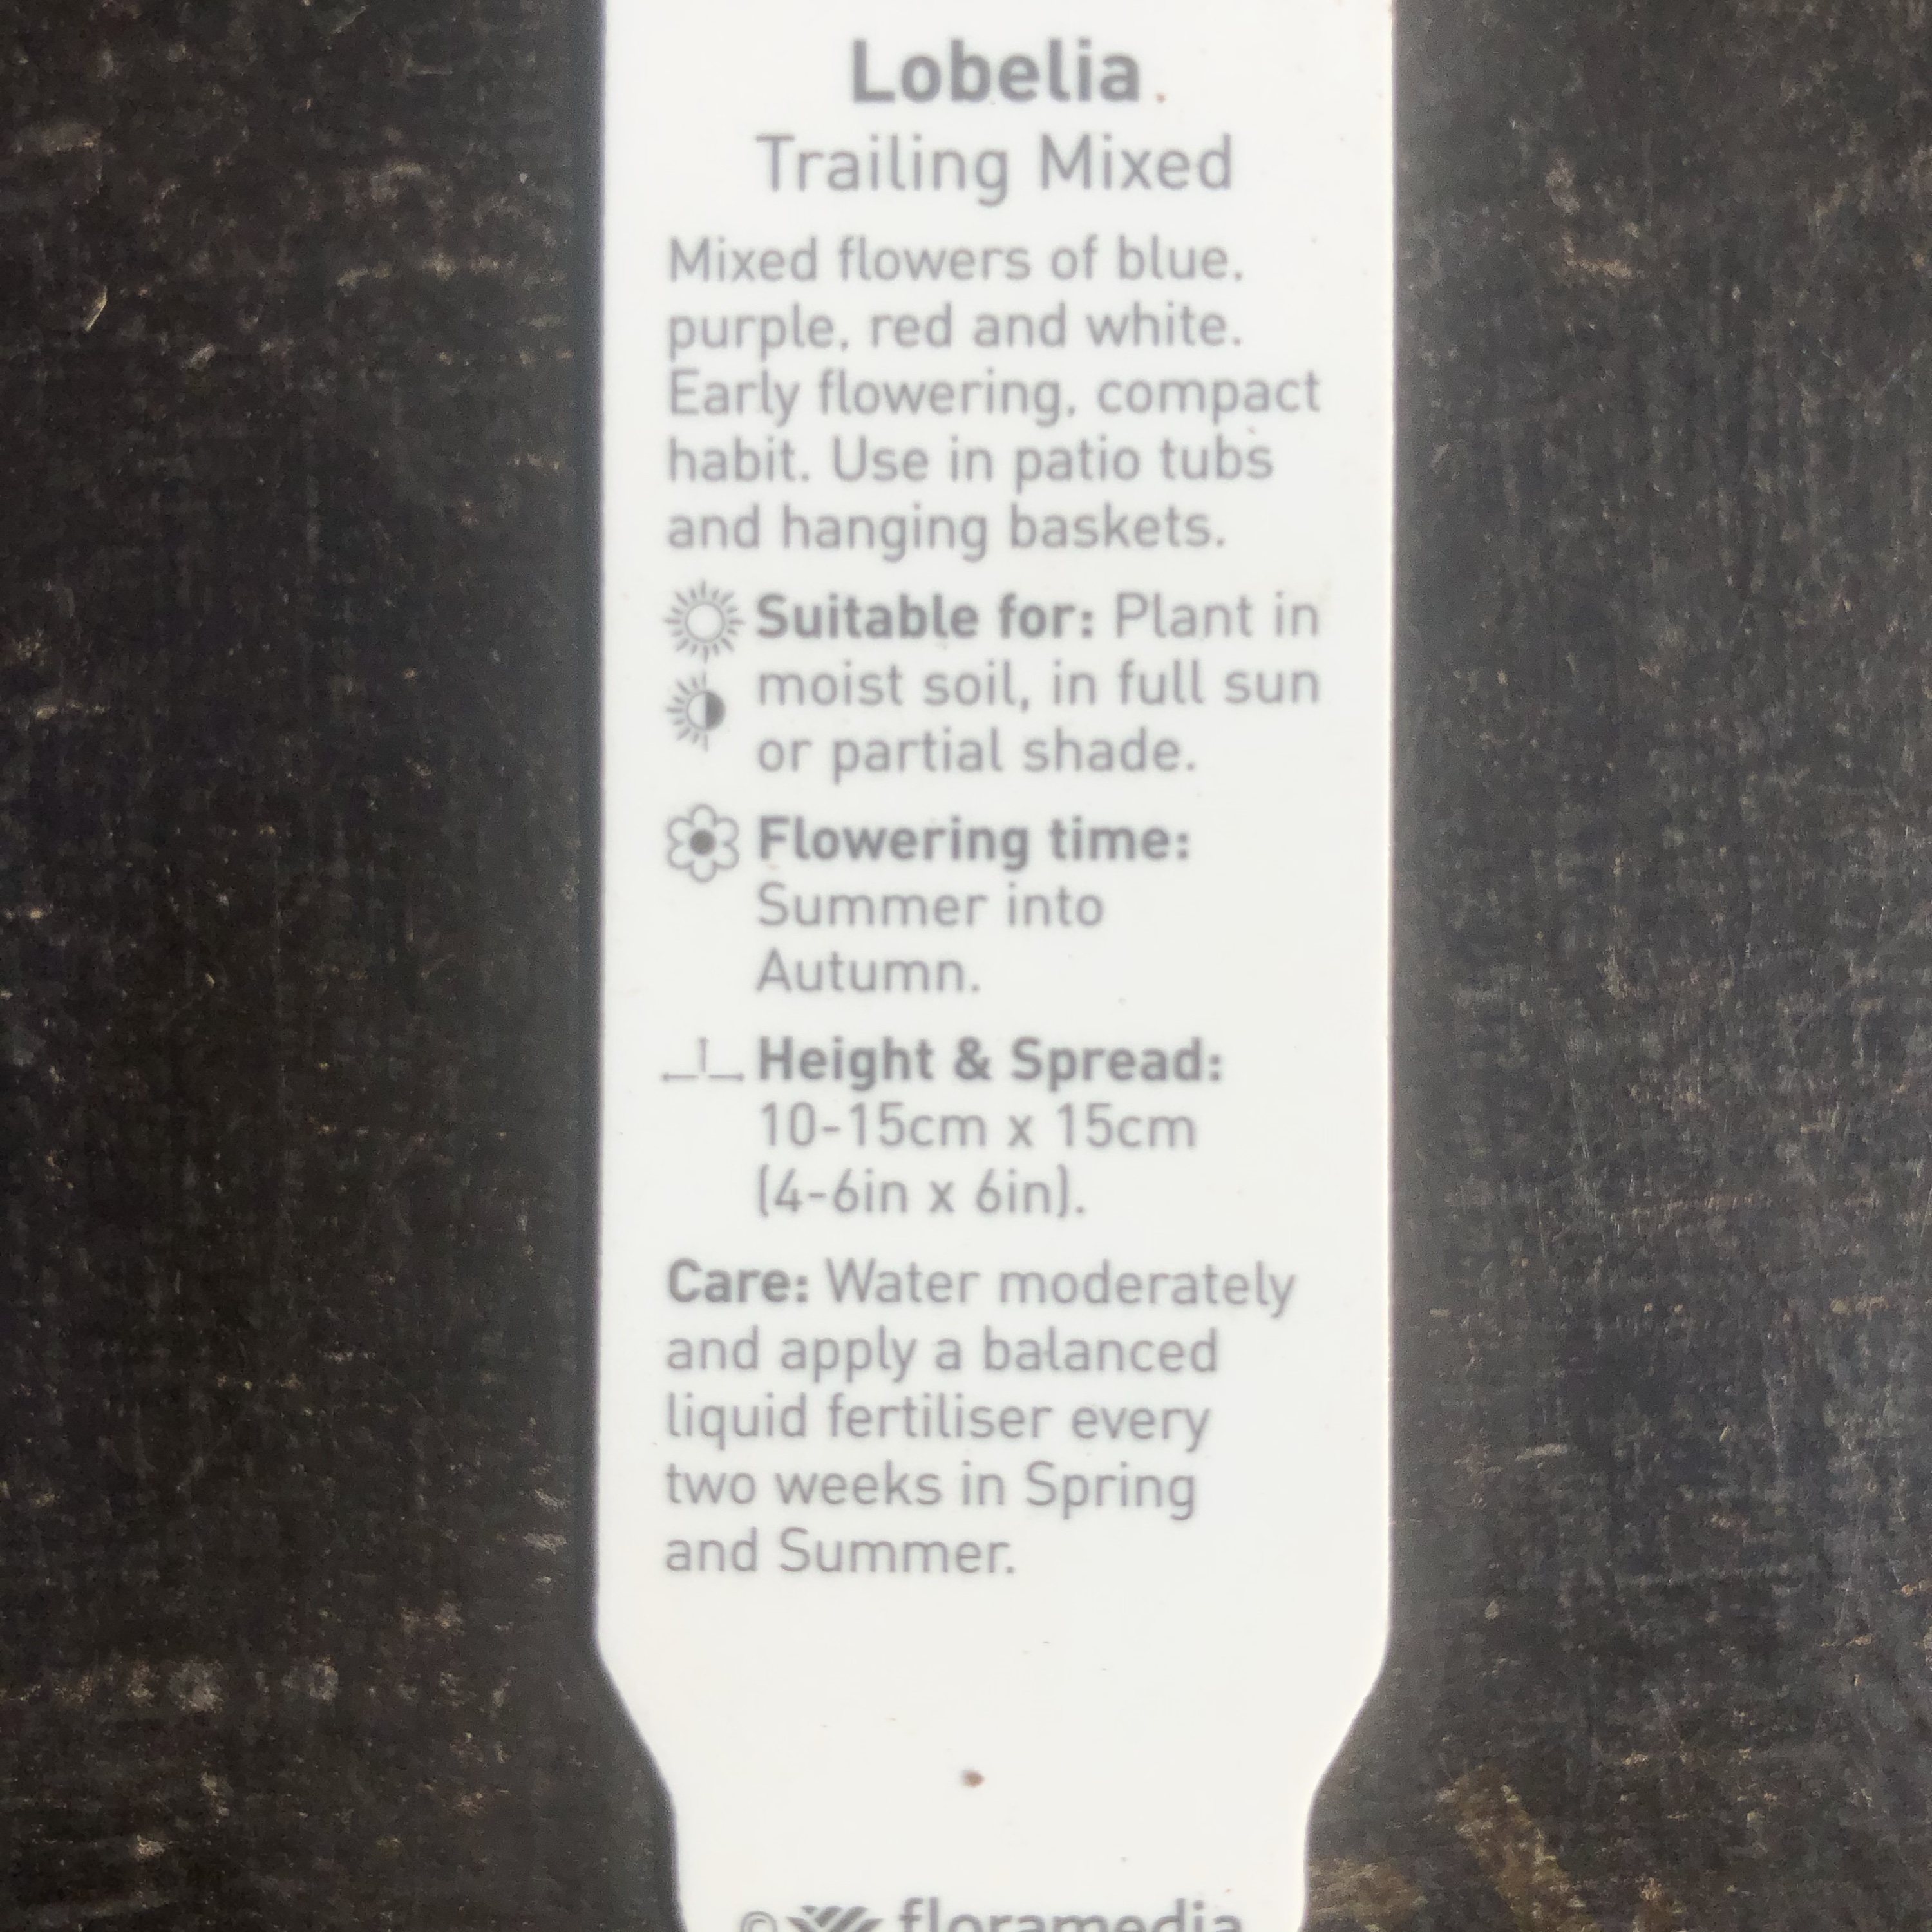 Lobelia
Trailing Mixed
Mixed flowers of blue,
purple, red and white.
Early flowering, compact
habit. Use in patio tubs
and hanging baskets.
Suitable for: Plant in
moist soil, in full sun
or partial shade.
Flowering time:
Summer into
Autumn.
Height & Spread:
10-15cm x 15cm
(4-6in x 6in).
Care: Water moderately
and apply a balanced
liquid fertiliser every
two weeks in Spring
and Summer.
© floramedia